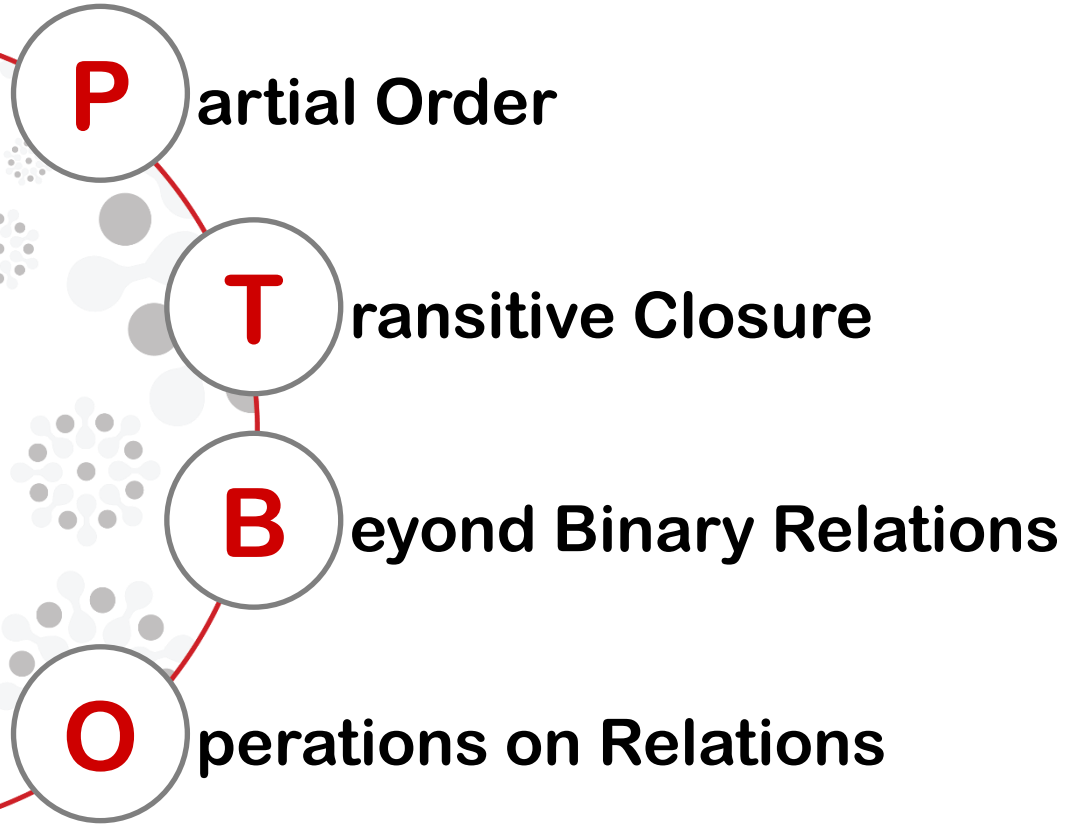 Partial Order
Transitive Closure
Beyond Binary Relations
Operations on Relations